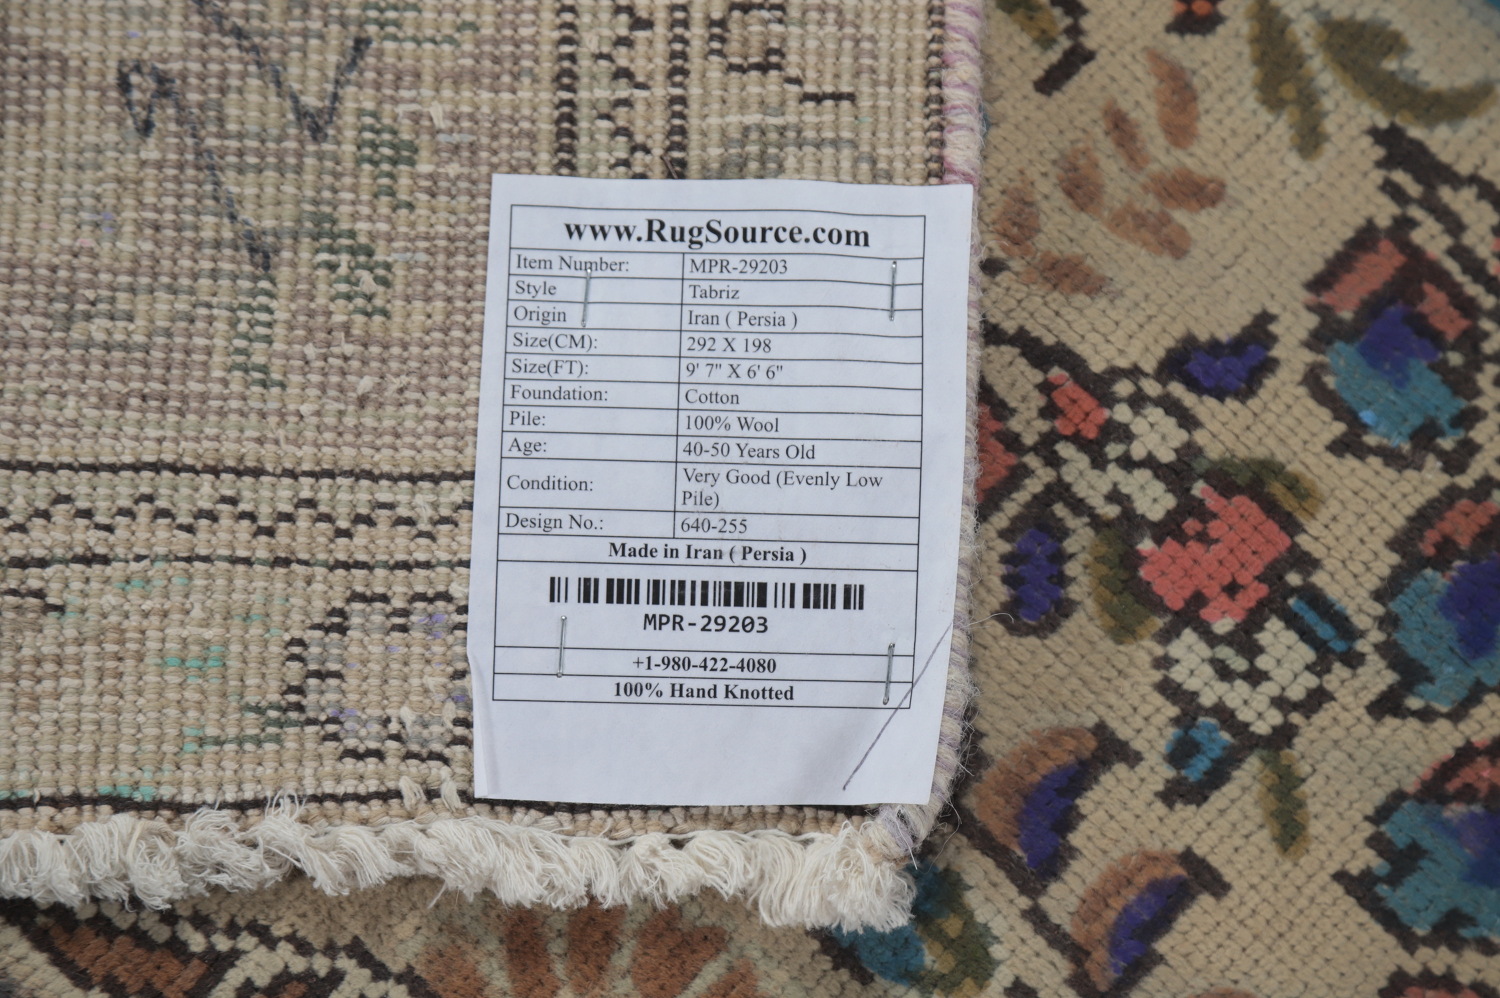 www.RugSource.com
Item Number: MPR-29203
Style Tabriz
Origin Iran ( Persia )
Size(CM): 292 X 198
Size(FT): 9' 7" X 6' 6"
Foundation: Cotton
Pile: 100% Wool
Age: 40-50 Years Old
Condition: Very Good (Evenly Low
Pile)
Design No.: 640-255
Made in Iran ( Persia )
MPR-29203
+1-980-422-4080
100% Hand Knotted